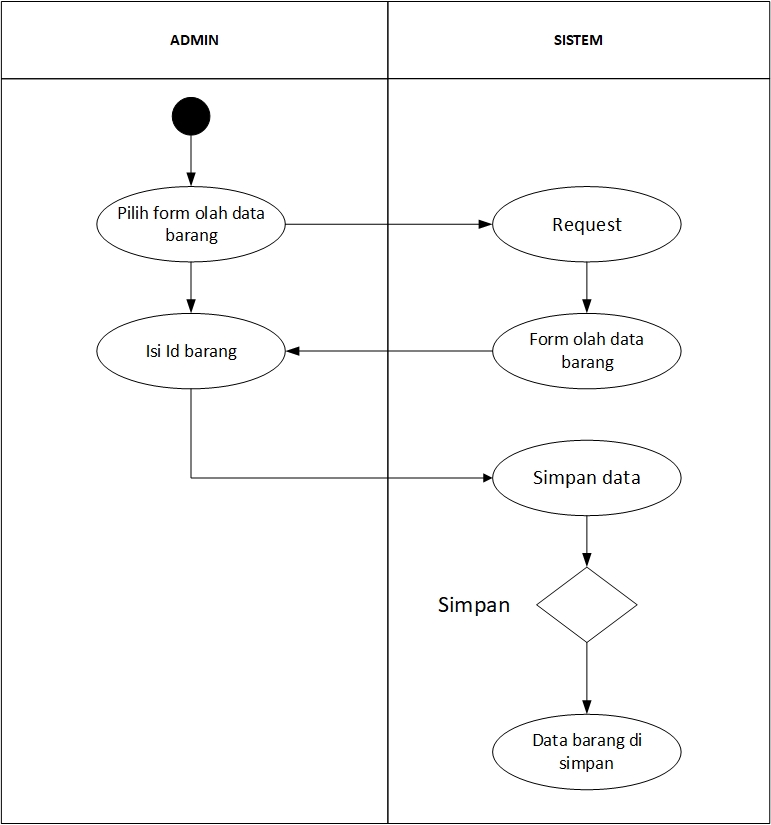 ADMIN
SISTEM
Pilih form olah data
barang
Request
Isi Id barang
Form olah data
barang
Simpan data
Simpan
Data barang di
simpan